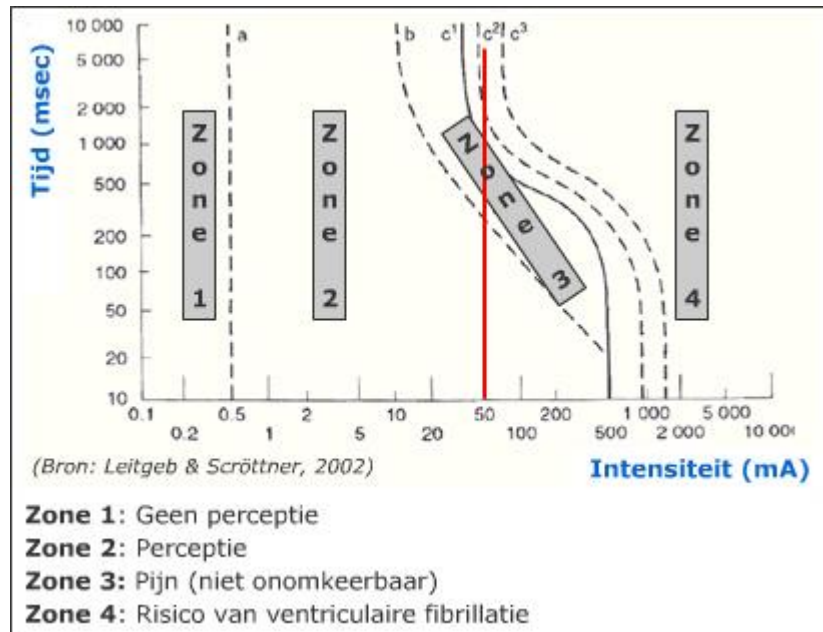 10 000
5 000
2 000
1 000
500
200
100
50
20
10
Tijd (msec)
a
b
c1
c2
c3
Zone 1
Zone 2
Zone 3
Zone 4
0.1 0.5 2 10 50 200 1 000 5 000
0.2 1 5 20 100 500 2 000 10 00
(Bron: Leitgeb & Scröttner, 2002)
Intensiteit (mA)
Zone 1: Geen perceptie
Zone 2: Perceptie
Zone 3: Pijn (niet onomkeerbaar)
Zone 4: Risico van ventriculaire fibrillatie